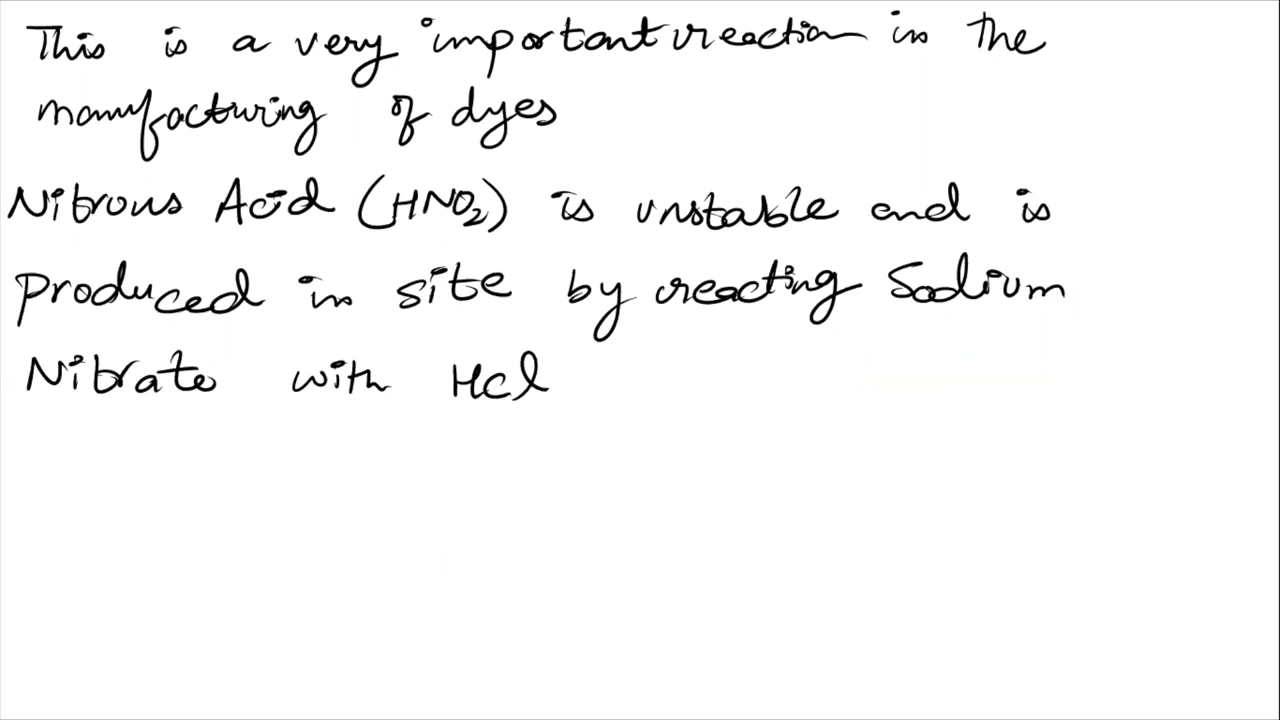 This is a very important reaction in the
manufacturing of dyes
Nitrous Acid (HNO₂) is unstable and is
produced in site by reacting Sodium
Nitrate with HCl